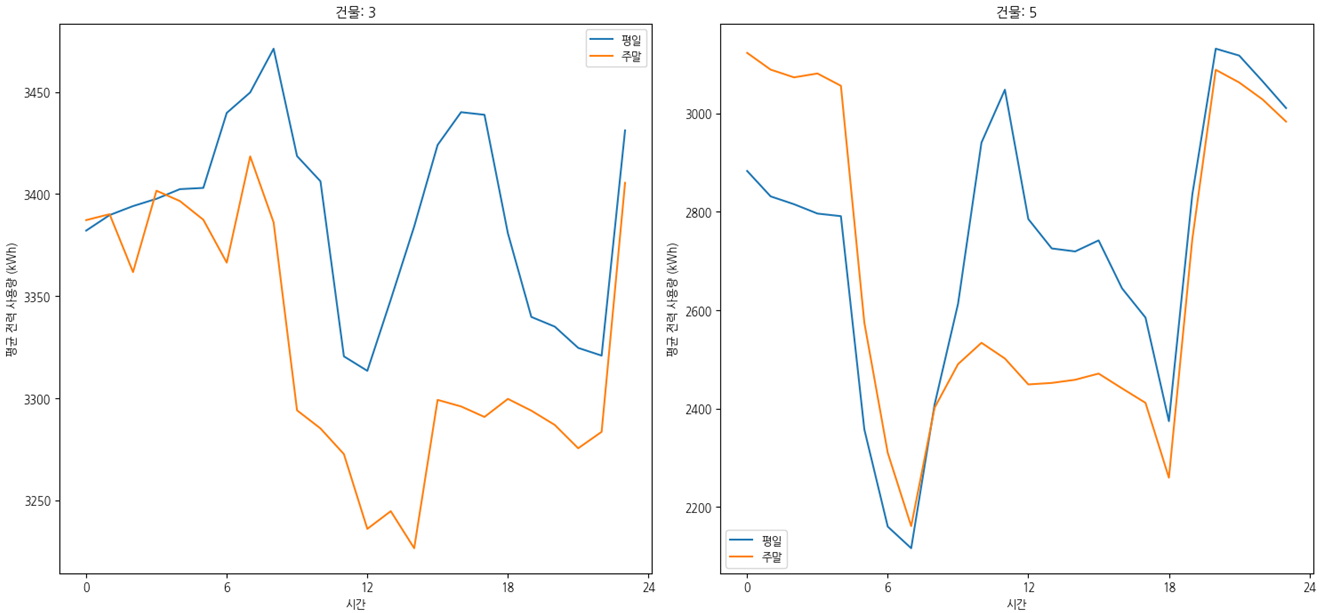 건물: 3
평일
주말
3450
3400
3350
3300
3250
평균 전력 사용량 (kWh)
0 6 12 18 24
시간
건물: 5
3000
2800
2600
2400
2200
평균 전력 사용량 (kWh)
평일
주말
0 6 12 18 24
시간